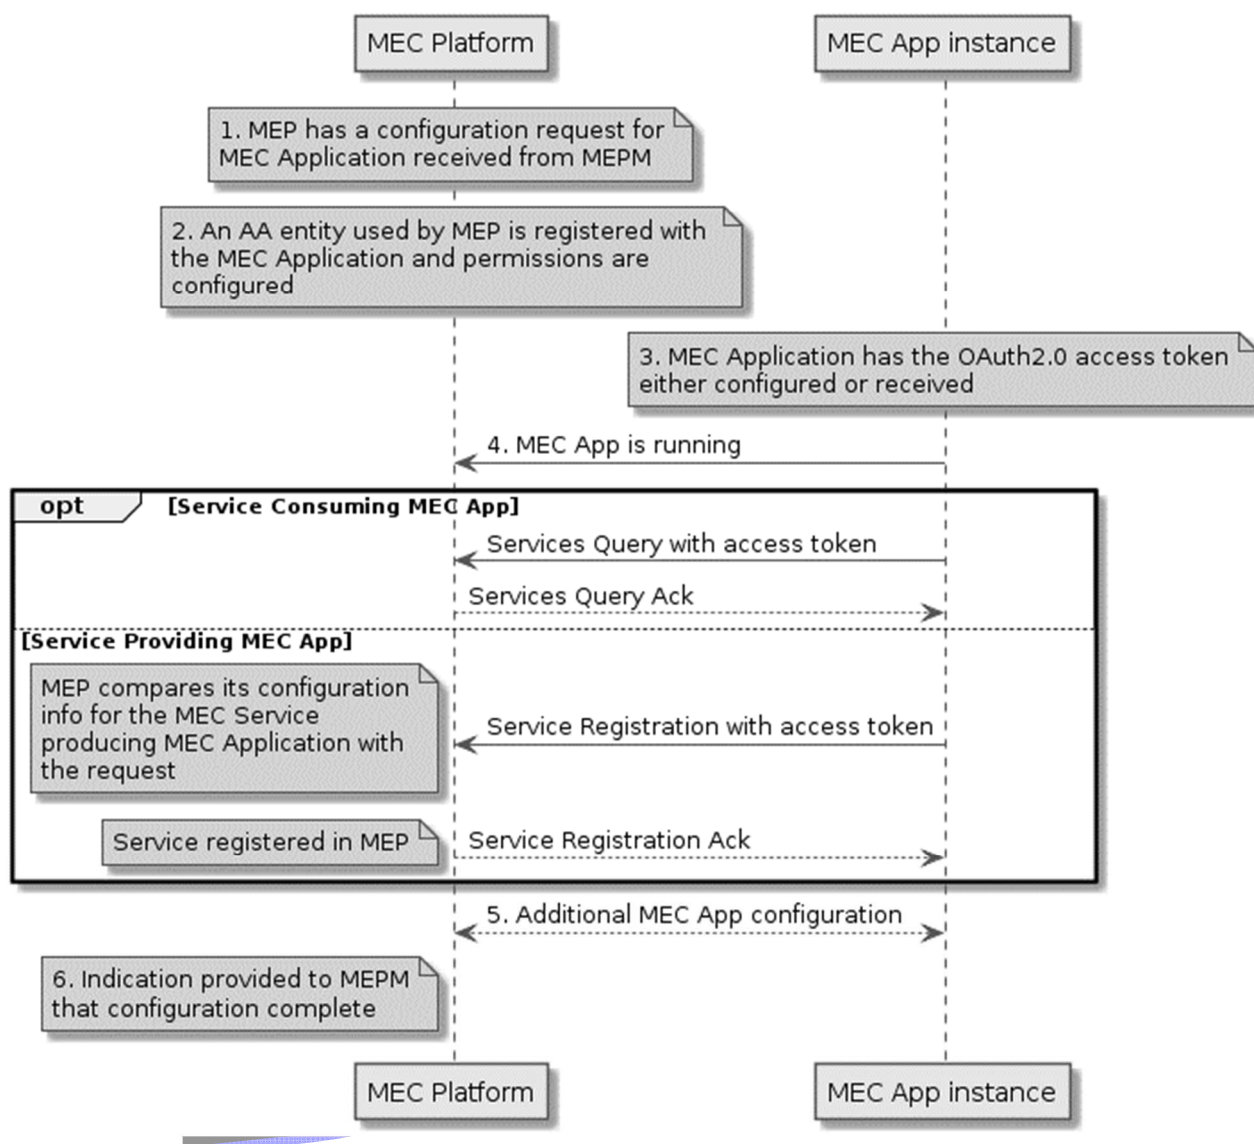 MEC Platform
MEC App instance
1. MEP has a configuration request for
MEC Application received from MEPM
2. An AA entity used by MEP is registered with
the MEC Application and permissions are
configured
3. MEC Application has the OAuth2.0 access token
either configured or received
4. MEC App is running
opt
[Service Consuming MEC App]
Services Query with access token
Services Query Ack
[Service Providing MEC App]
MEP compares its configuration
info for the MEC Service
producing MEC Application with
the request
Service Registration with access token
Service registered in MEP
Service Registration Ack
5. Additional MEC App configuration
6. Indication provided to MEPM
that configuration complete
MEC Platform
MEC App instance